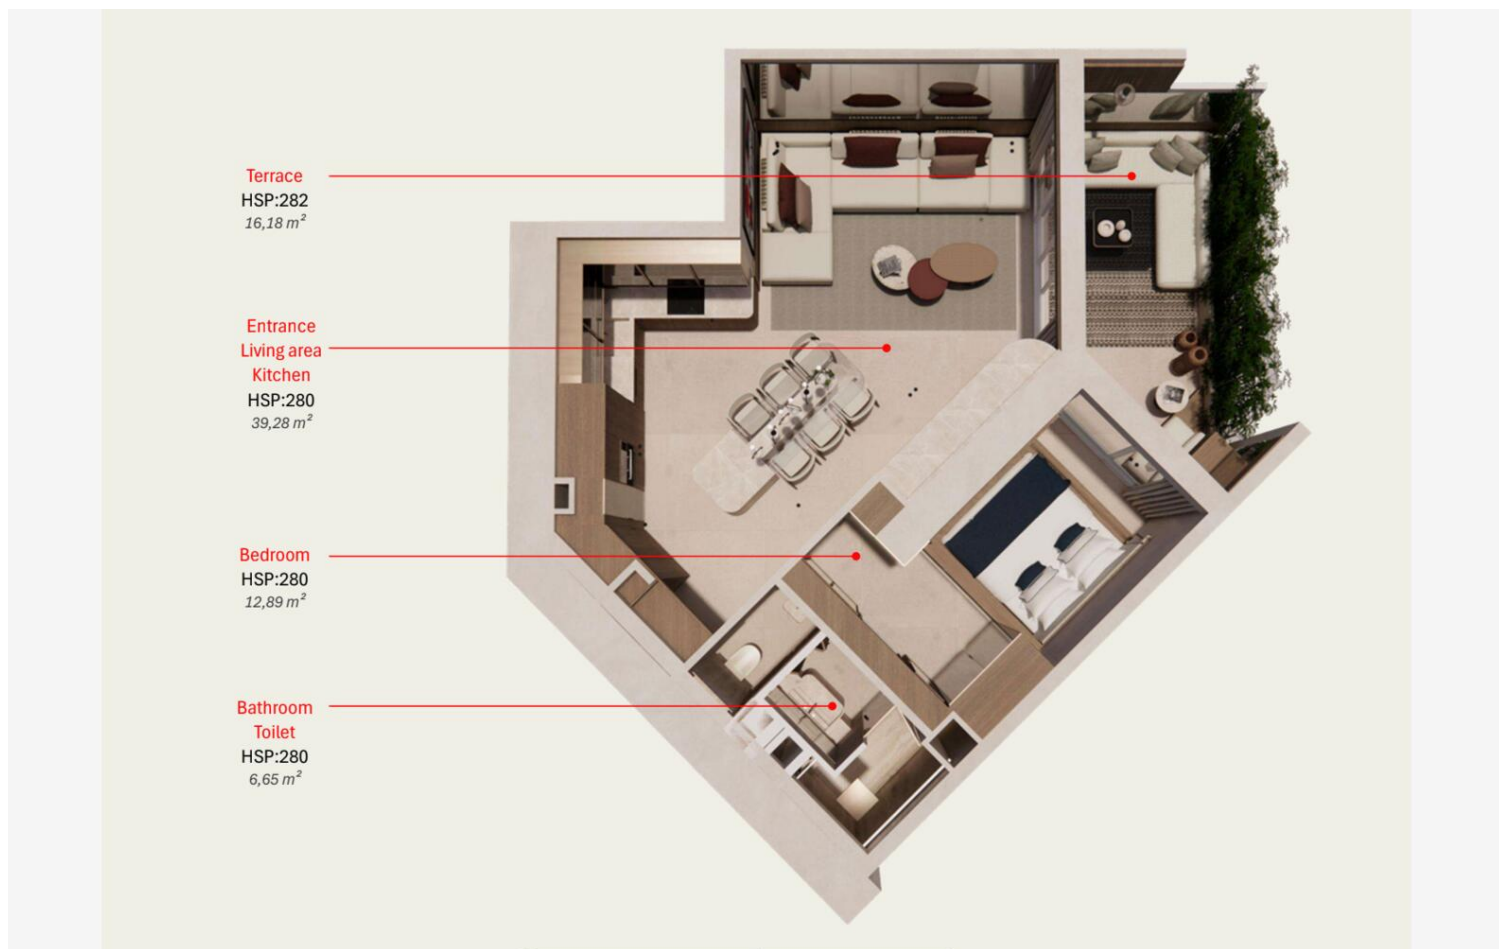 Terrace
HSP:282
16,18 m²
Entrance
Living area
Kitchen
HSP:280
39,28 m²
Bedroom
HSP:280
12,89 m²
Bathroom
Toilet
HSP:280
6,65 m²